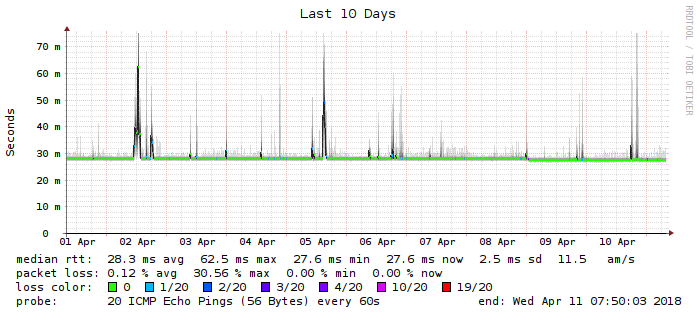 Last 10 Days
RRDTOOL / TOBI OETIKER
Seconds
70 m
60 m
50 m
40 m
30 m
20 m
10 m
0
01 Apr 02 Apr 03 Apr 04 Apr 05 Apr 06 Apr 07 Apr 08 Apr 09 Apr 10 Apr
median rtt: 28.3 ms avg 62.5 ms max 27.6 ms min 27.6 ms now 2.5 ms sd 11.5 am/s
packet loss: 0.12 % avg 30.56 % max 0.00 % min 0.00 % now
loss color: 0 1/20 2/20 3/20 4/20 10/20 19/20
probe: 20 ICMP Echo Pings (56 Bytes) every 60s end: Wed Apr 11 07:50:03 2018